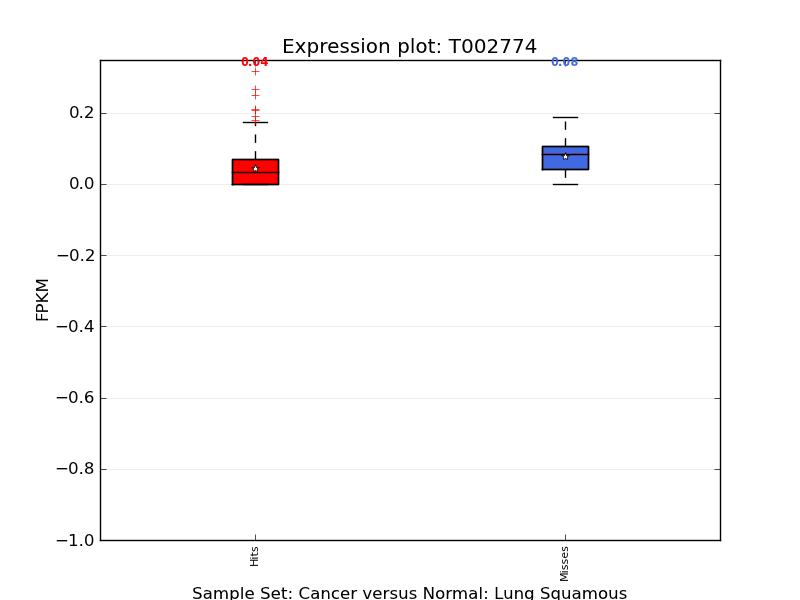 Expression plot: T002774
0.04
0.08
0.2
0.0
−0.2
−0.4
−0.6
−0.8
−1.0
FPKM
Hits
Misses
Sample Set: Cancer versus Normal: Lung Squamous